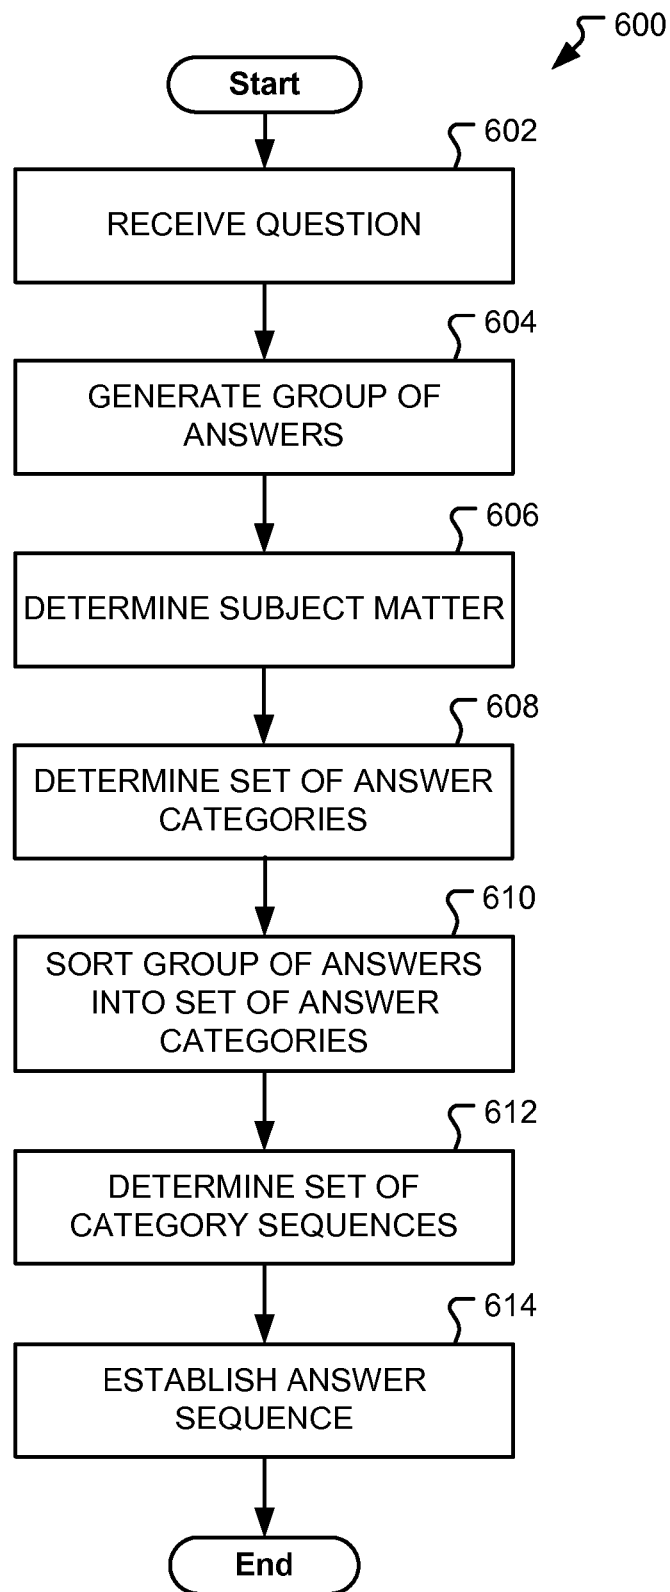 600
Start
602
RECEIVE QUESTION
604
GENERATE GROUP OF
ANSWERS
606
DETERMINE SUBJECT MATTER
608
DETERMINE SET OF ANSWER
CATEGORIES
610
SORT GROUP OF ANSWERS
INTO SET OF ANSWER
CATEGORIES
612
DETERMINE SET OF
CATEGORY SEQUENCES
614
ESTABLISH ANSWER
SEQUENCE
End